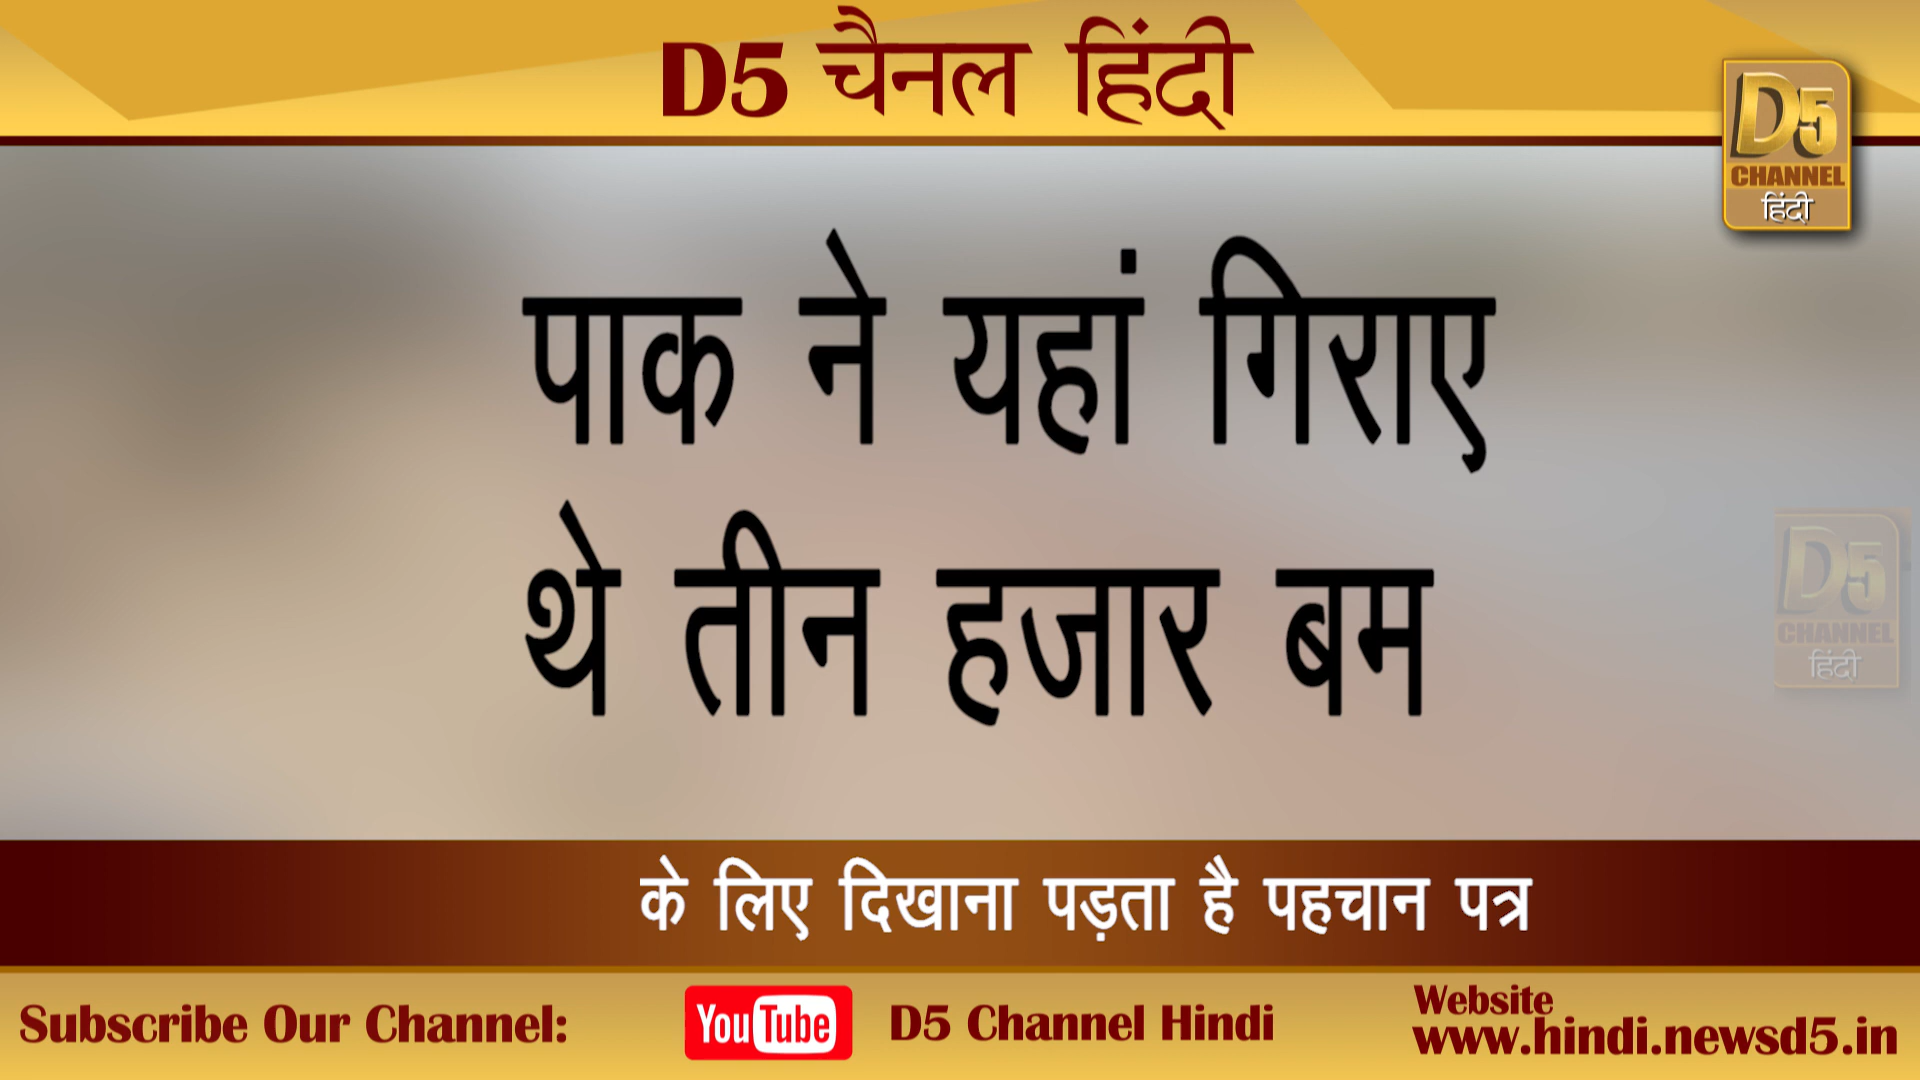 D5 चैनल हिंदी
D5
CHANNEL
हिंदी
पाक ने यहां गिराए
थे तीन हजार बम
D5
CHANNEL
हिंदी
के लिए दिखाना पड़ता है पहचान पत्र
Subscribe Our Channel:
YouTube
D5 Channel Hindi
Website
www.hindi.newsd5.in